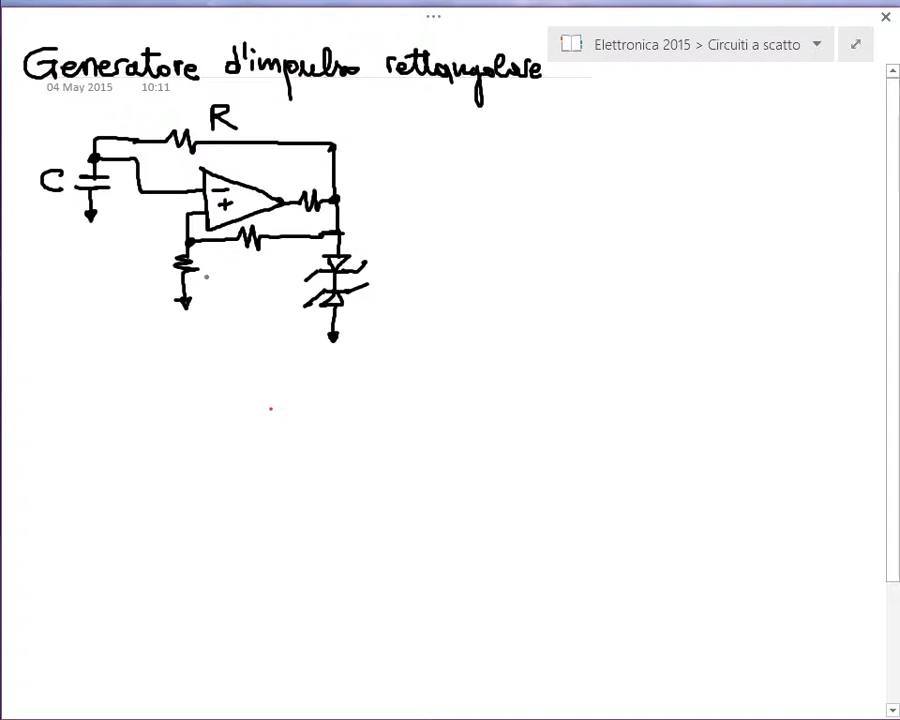 Generatore d'impulso rettangolare
Elettronica 2015 > Circuiti a scatto
04 May 2015 10:11
R
C
−
+